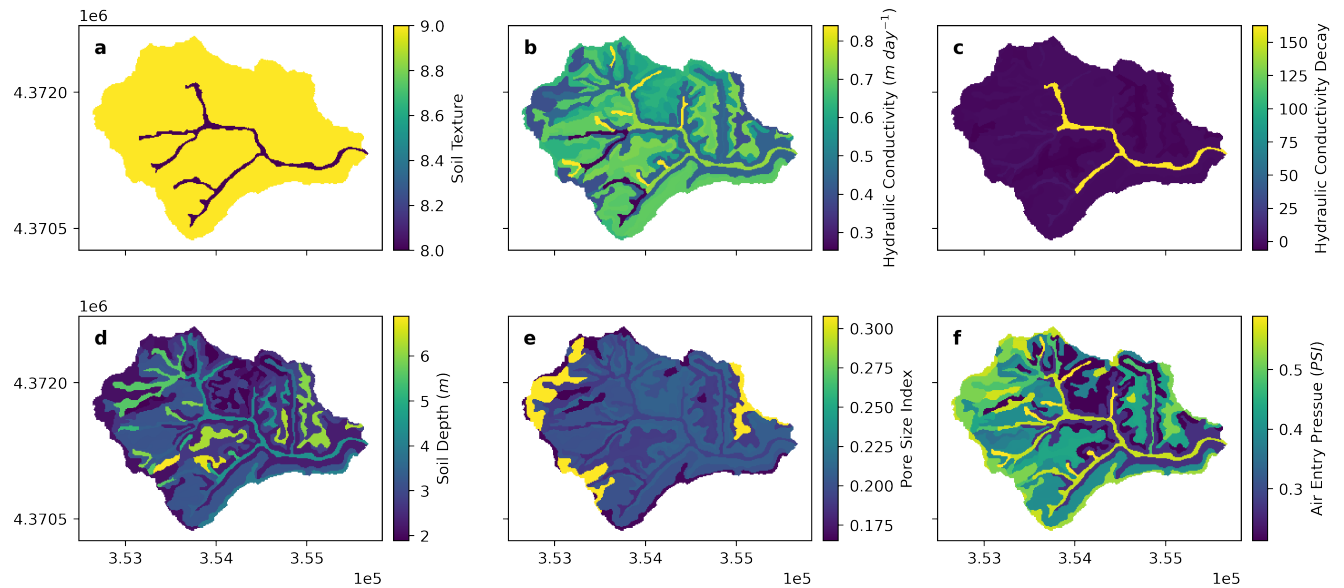 1e6
a
4.3720
4.3705
9.0
8.8
8.6
8.4
8.2
8.0
Soil Texture
b
0.8
0.7
0.6
0.5
0.4
0.3
Hydraulic Conductivity (m day⁻¹)
c
150
125
100
75
50
25
0
Hydraulic Conductivity Decay
1e6
d
4.3720
4.3705
3.53
3.54
3.55
1e5
6
5
4
3
2
Soil Depth (m)
e
3.53
3.54
3.55
1e5
0.300
0.275
0.250
0.225
0.200
0.175
Pore Size Index
f
3.53
3.54
3.55
1e5
0.5
0.4
0.3
Air Entry Pressue (PSI)